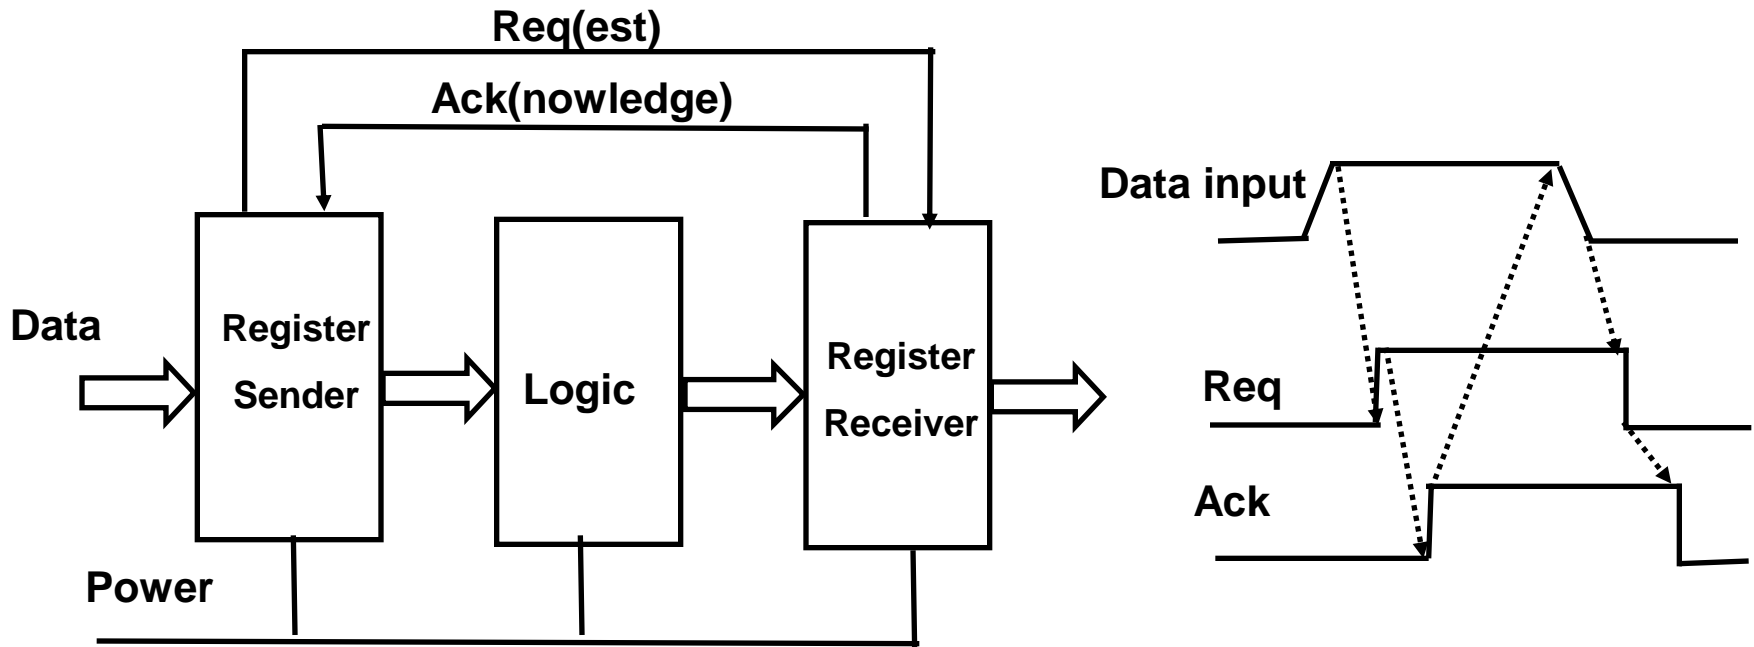 Req(est)
Ack(nowledge)
Data
Register
Sender
Logic
Register
Receiver
Power
Data input
Req
Ack